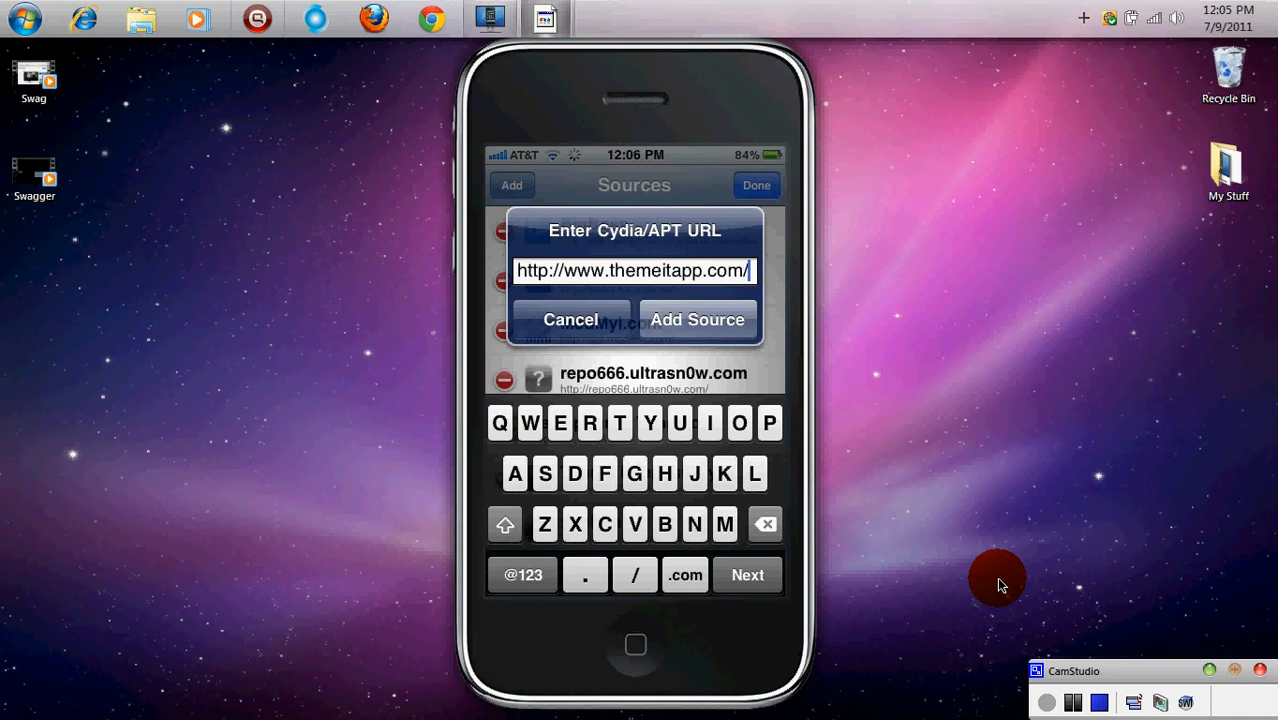 12:05 PM
7/9/2011
Swag
Swagger
Recycle Bin
My Stuff
AT&T
12:06 PM
84%
Add
Sources
Done
Enter Cydia/APT URL
http://www.themeitapp.com/
Cancel
Add Source
repo666.ultrasn0w.com
http://repo666.ultrasn0w.com/
?
Q W E R T Y U I O P
A S D F G H J K L
Z X C V B N M
@123 . / .com Next
CamStudio
SWF